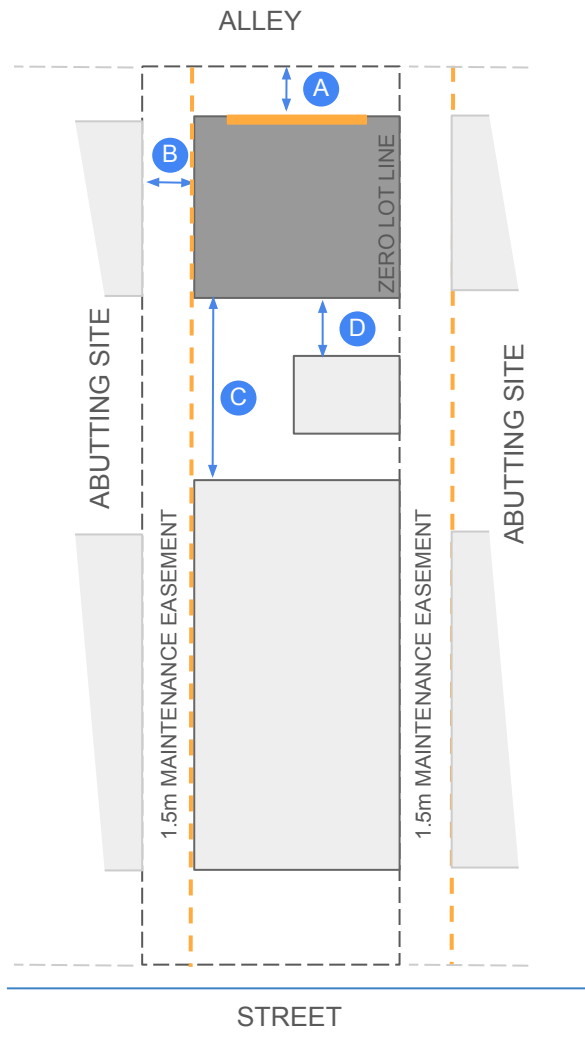 ALLEY
A
B
ZERO LOT LINE
D
C
ABUTTING SITE
ABUTTING SITE
1.5m MAINTENANCE EASEMENT
1.5m MAINTENANCE EASEMENT
STREET